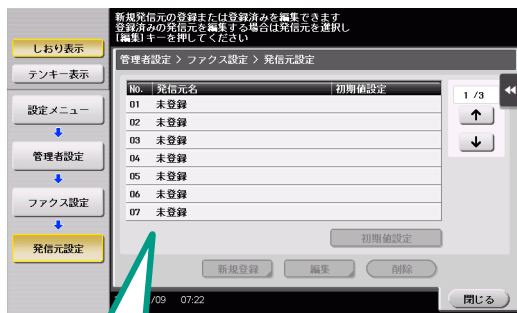 新規発信元の登録または登録済みを編集できます
登録済みの発信元を編集する場合は発信元を選択し
[編集]キーを押してください
しおり表示
テンキー表示
設定メニュー
管理者設定
ファクス設定
発信元設定
管理者設定 > ファクス設定 > 発信元設定
No. 発信元名 初期値設定
01 未登録
02 未登録
03 未登録
04 未登録
05 未登録
06 未登録
07 未登録
1 /3
初期値設定
新規登録 編集 削除
/09 07:22
閉じる